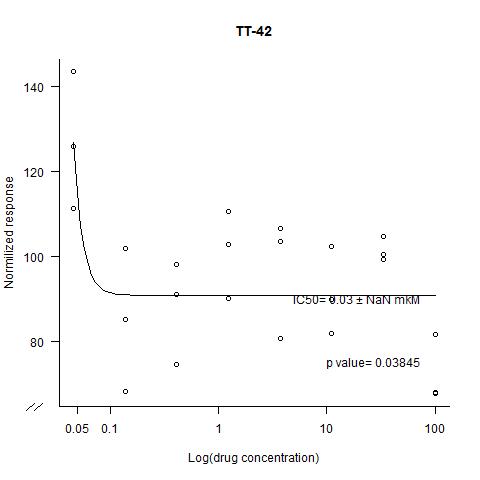 TT-42
Normilized response
140
120
100
80
IC50= 0.03 ± NaN mkM
p value= 0.03845
0.05 0.1 1 10 100
Log(drug concentration)